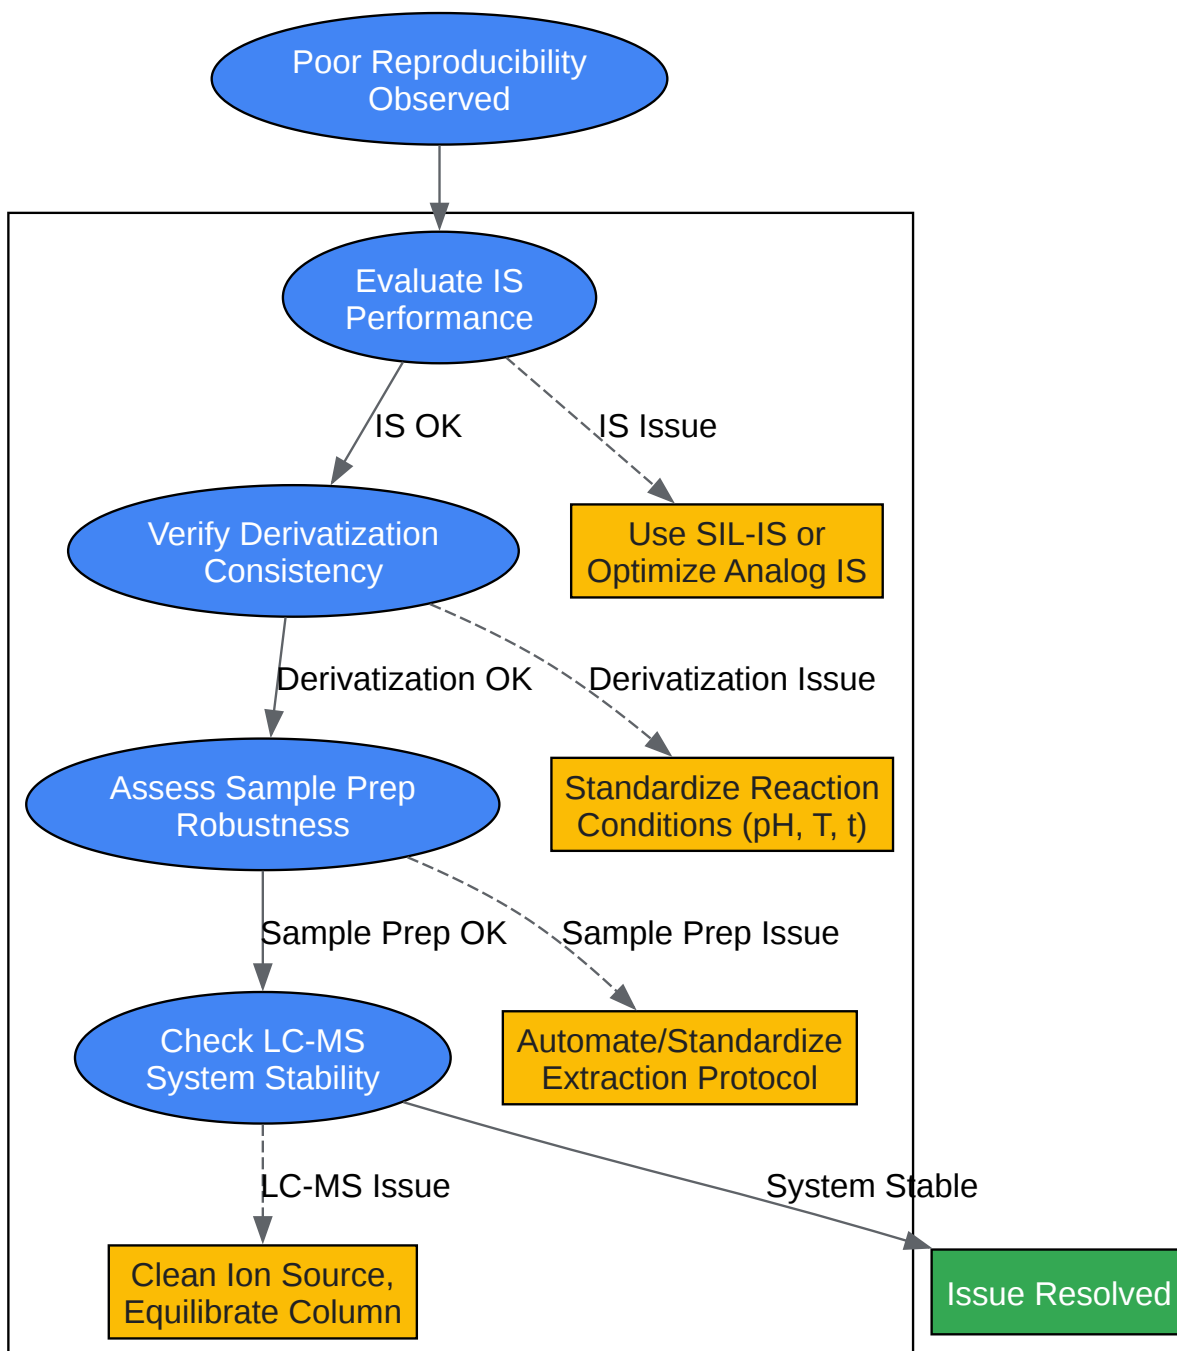 Poor Reproducibility
Observed
Evaluate IS
Performance
IS OK
IS Issue
Verify Derivatization
Consistency
Use SIL-IS or
Optimize Analog IS
Derivatization OK
Derivatization Issue
Assess Sample Prep
Robustness
Standardize Reaction
Conditions (pH, T, t)
Sample Prep OK
Sample Prep Issue
Check LC-MS
System Stability
Automate/Standardize
Extraction Protocol
LC-MS Issue
System Stable
Clean Ion Source,
Equilibrate Column
Issue Resolved